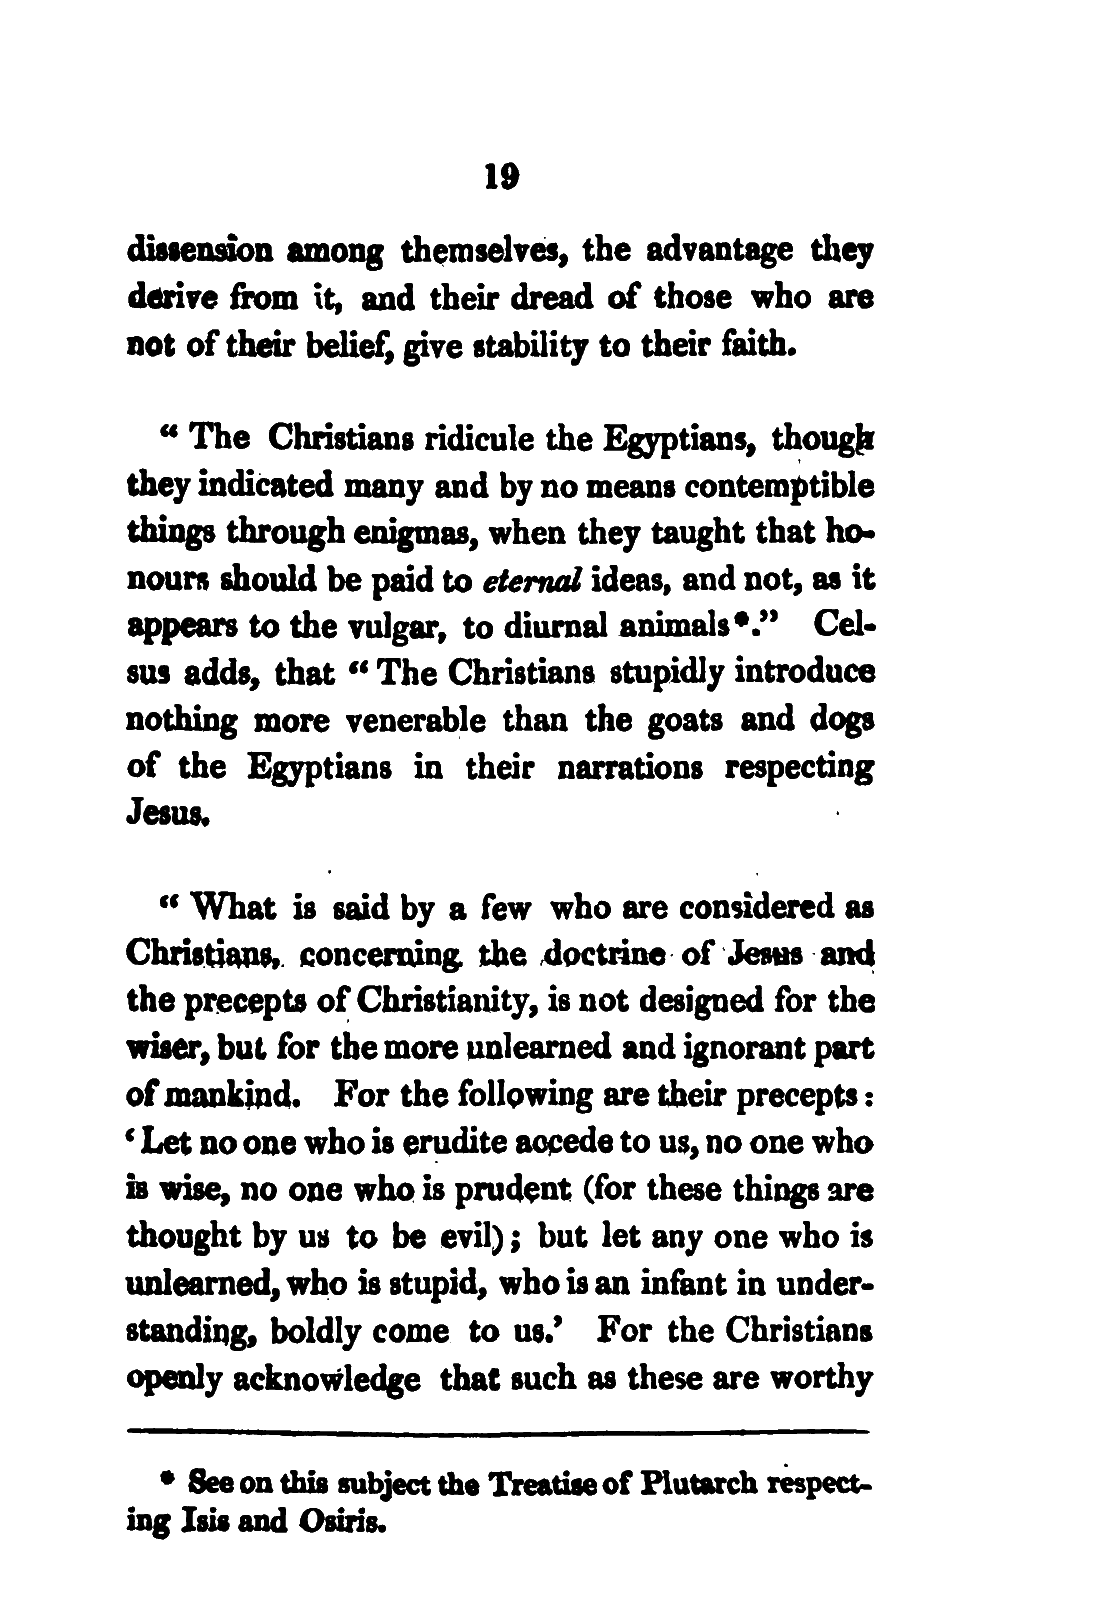 19
dissension among themselves, the advantage they
derive from it, and their dread of those who are
not of their belief, give stability to their faith.
“ The Christians ridicule the Egyptians, though
they indicated many and by no means contemptible
things through enigmas, when they taught that ho-
nours should be paid to eternal ideas, and not, as it
appears to the vulgar, to diurnal animals*.” Cel-
sus adds, that “ The Christians stupidly introduce
nothing more venerable than the goats and dogs
of the Egyptians in their narrations respecting
Jesus.
“ What is said by a few who are considered as
Christians, concerning the doctrine of Jesus and
the precepts of Christianity, is not designed for the
wiser, but for the more unlearned and ignorant part
of mankind. For the following are their precepts :
‘ Let no one who is erudite accede to us, no one who
is wise, no one who is prudent (for these things are
thought by us to be evil) ; but let any one who is
unlearned, who is stupid, who is an infant in under-
standing, boldly come to us.’ For the Christians
openly acknowledge that such as these are worthy
* See on this subject the Treatise of Plutarch respect-
ing Isis and Osiris.